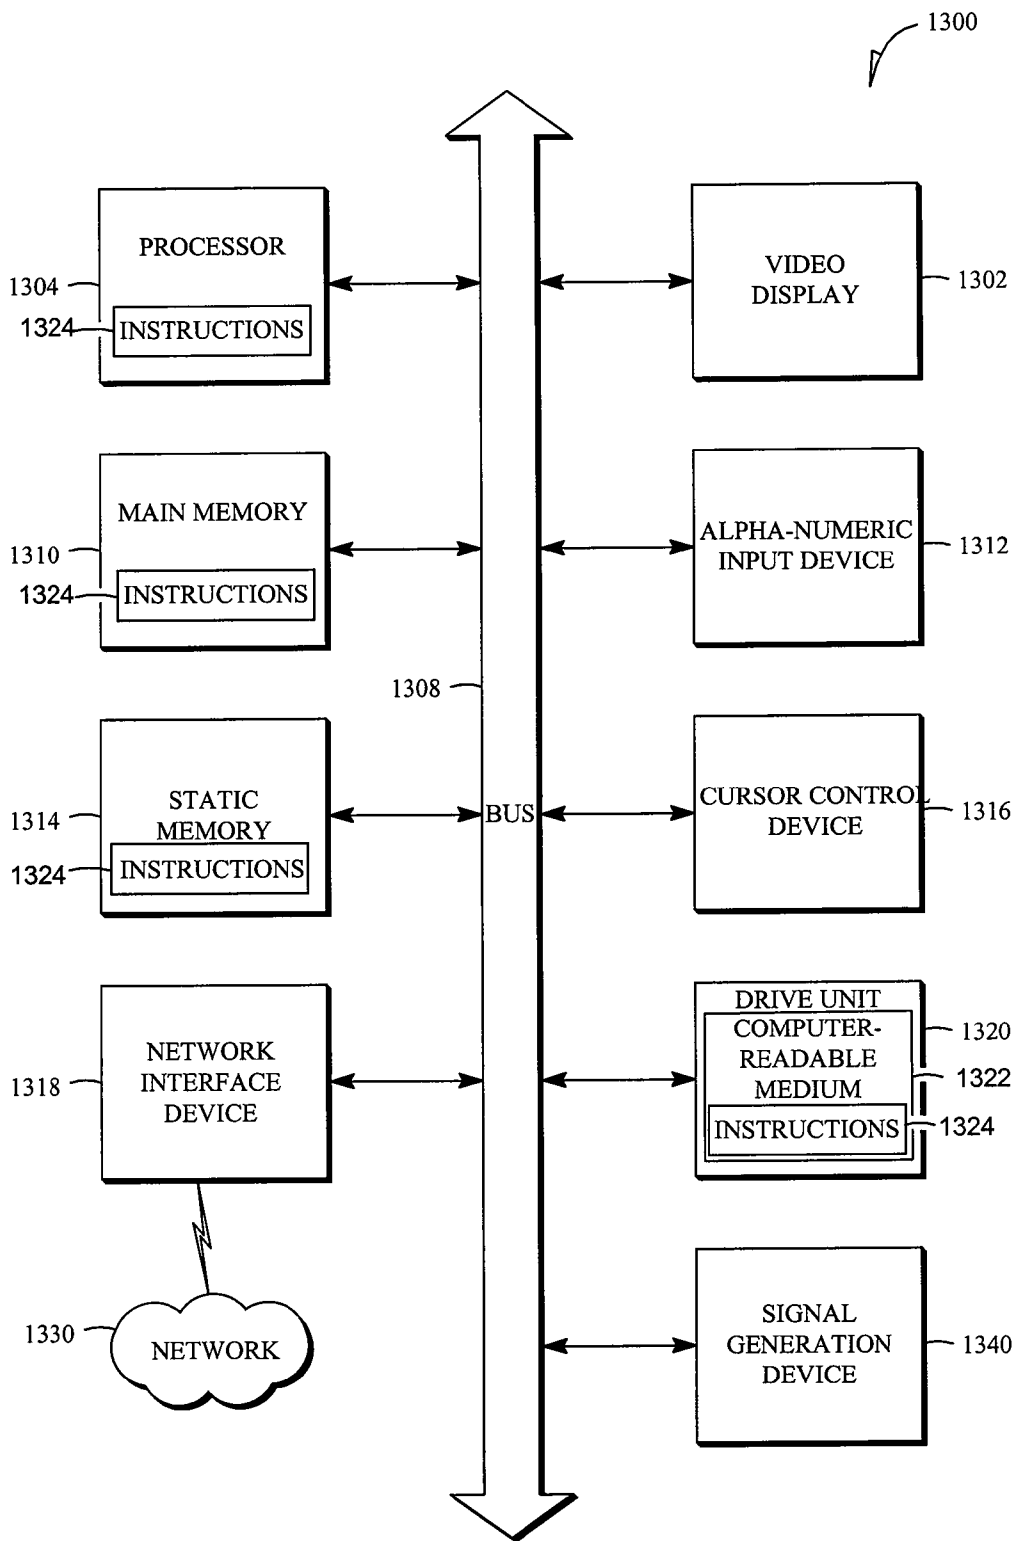 1300
PROCESSOR
1304
1324
INSTRUCTIONS
VIDEO
DISPLAY
1302
MAIN MEMORY
1310
1324
INSTRUCTIONS
ALPHA-NUMERIC
INPUT DEVICE
1312
1308
STATIC
MEMORY
1314
1324
INSTRUCTIONS
BUS
CURSOR CONTROL
DEVICE
1316
NETWORK
INTERFACE
DEVICE
1318
DRIVE UNIT
1320
COMPUTER-
READABLE
MEDIUM
1322
INSTRUCTIONS
1324
1330
NETWORK
SIGNAL
GENERATION
DEVICE
1340